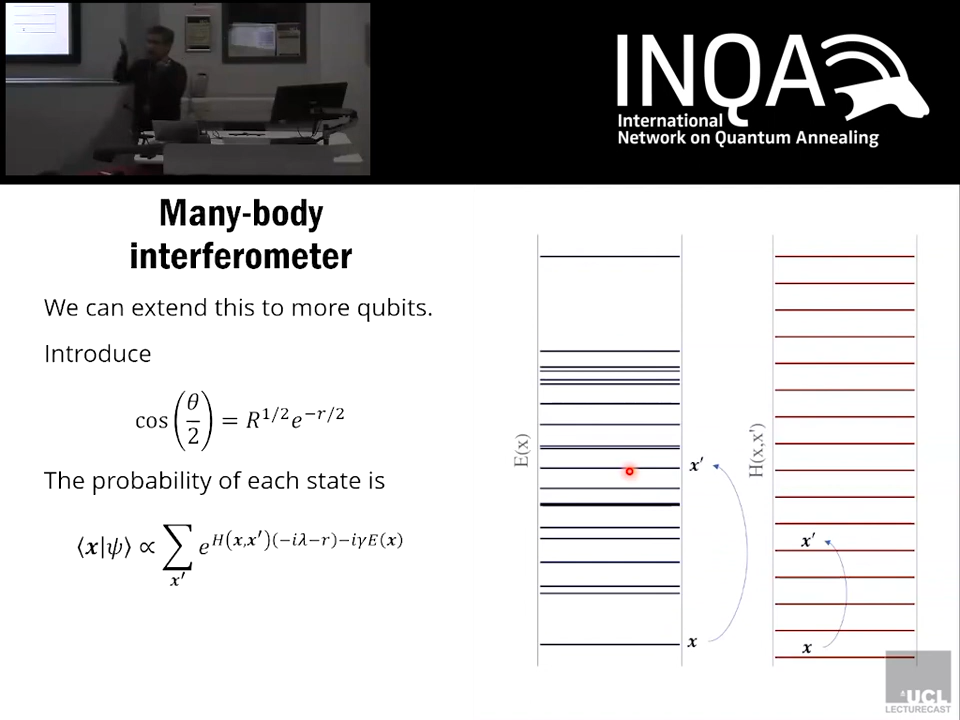 INQA
International
Network on Quantum Annealing
Many-body
interferometer
We can extend this to more qubits.
Introduce
cos(θ/2) = R^{1/2}e^{−r/2}
The probability of each state is
⟨x|ψ⟩ ∝ ∑_{x′} e^{H(x,x′)(−iλ−r)−iγE(x)}
E(x)
x′
x
H(x,x')
x′
x
UCL
LECTURECAST